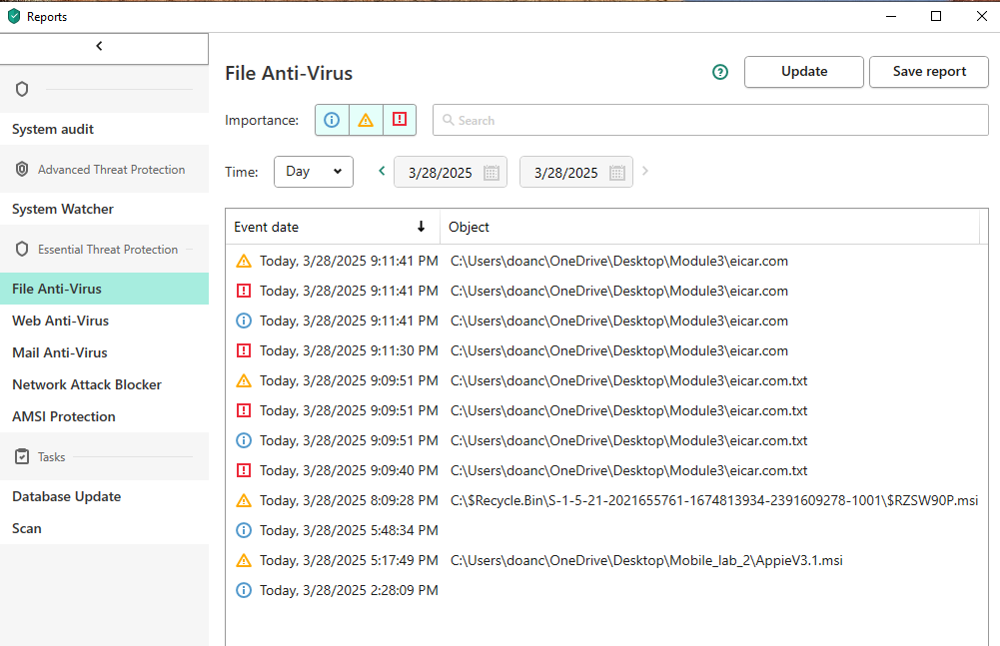 Reports
System audit
Advanced Threat Protection
System Watcher
Essential Threat Protection
File Anti-Virus
Web Anti-Virus
Mail Anti-Virus
Network Attack Blocker
AMSI Protection
Tasks
Database Update
Scan
File Anti-Virus
? Update Save report
Importance: Search
Time: Day 3/28/2025 3/28/2025
Event date Object
Today, 3/28/2025 9:11:41 PM C:\Users\doanc\OneDrive\Desktop\Module3\eicar.com
Today, 3/28/2025 9:11:41 PM C:\Users\doanc\OneDrive\Desktop\Module3\eicar.com
Today, 3/28/2025 9:11:41 PM C:\Users\doanc\OneDrive\Desktop\Module3\eicar.com
Today, 3/28/2025 9:11:30 PM C:\Users\doanc\OneDrive\Desktop\Module3\eicar.com
Today, 3/28/2025 9:09:51 PM C:\Users\doanc\OneDrive\Desktop\Module3\eicar.com.txt
Today, 3/28/2025 9:09:51 PM C:\Users\doanc\OneDrive\Desktop\Module3\eicar.com.txt
Today, 3/28/2025 9:09:51 PM C:\Users\doanc\OneDrive\Desktop\Module3\eicar.com.txt
Today, 3/28/2025 9:09:40 PM C:\Users\doanc\OneDrive\Desktop\Module3\eicar.com.txt
Today, 3/28/2025 8:09:28 PM C:\$Recycle.Bin\S-1-5-21-2021655761-1674813934-2391609278-1001\$RZSW90P.msi
Today, 3/28/2025 5:48:34 PM
Today, 3/28/2025 5:17:49 PM C:\Users\doanc\OneDrive\Desktop\Mobile_lab_2\AppieV3.1.msi
Today, 3/28/2025 2:28:09 PM